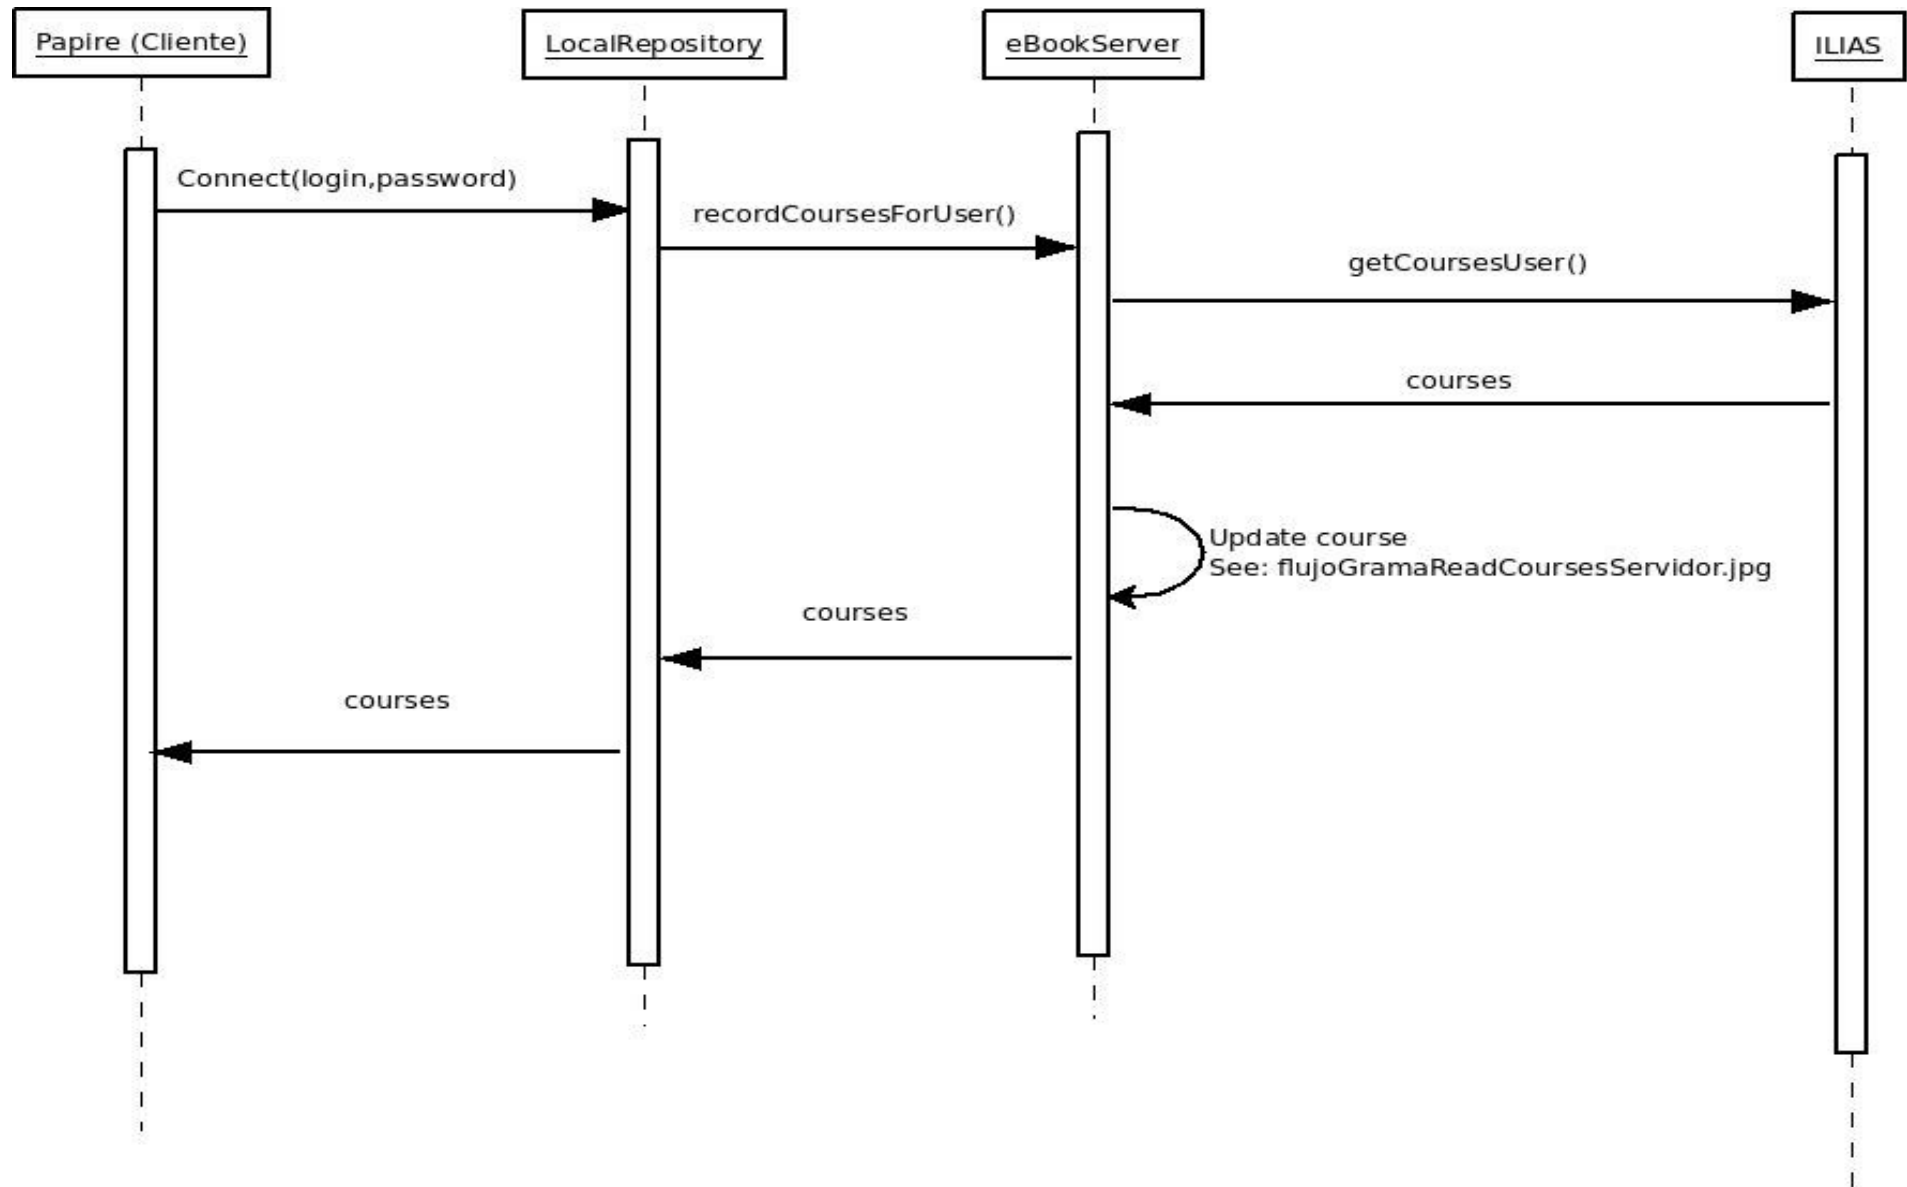 Papire (Cliente)
LocalRepository
eBookServer
ILIAS
Connect(login,password)
recordCoursesForUser()
getCoursesUser()
courses
Update course
See: flujoGramaReadCoursesServidor.jpg
courses
courses